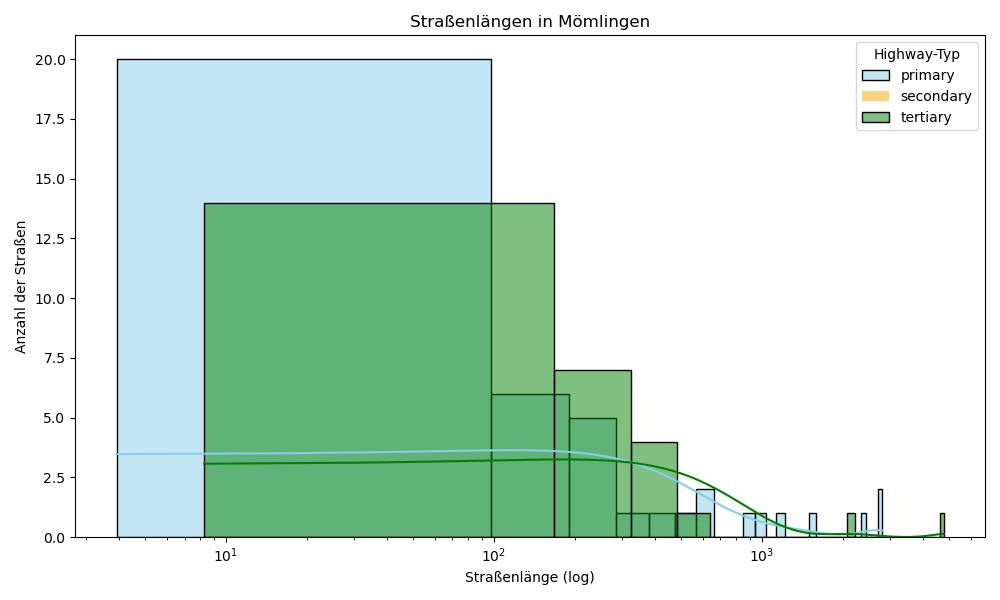 Straßenlängen in Mömlingen
Highway-Typ
primary
secondary
tertiary
Anzahl der Straßen
20.0
17.5
15.0
12.5
10.0
7.5
5.0
2.5
0.0
10¹
10²
10³
Straßenlänge (log)